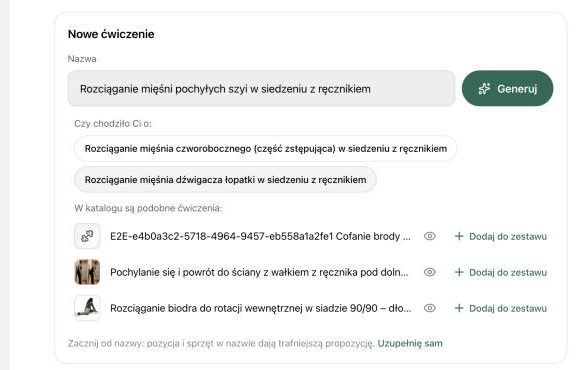 Nowe ćwiczenie
Nazwa
Rozciąganie mięśni pochyłych szyi w siedzeniu z ręcznikiem
Generuj
Czy chodziło Ci o:
Rozciąganie mięśnia czworobocznego (część zstępująca) w siedzeniu z ręcznikiem
Rozciąganie mięśnia dźwigacza łopatki w siedzeniu z ręcznikiem
W katalogu są podobne ćwiczenia:
E2E-e4b0a3c2-5718-4964-9457-eb558a1a2fe1 Cofanie brody ... + Dodaj do zestawu
Pochylanie się i powrót do ściany z wałkiem z ręcznika pod doln... + Dodaj do zestawu
Rozciąganie biodra do rotacji wewnętrznej w siadzie 90/90 – dło... + Dodaj do zestawu
Zacznij od nazwy: pozycja i sprzęt w nazwie dają trafniejszą propozycję. Uzupełnię sam